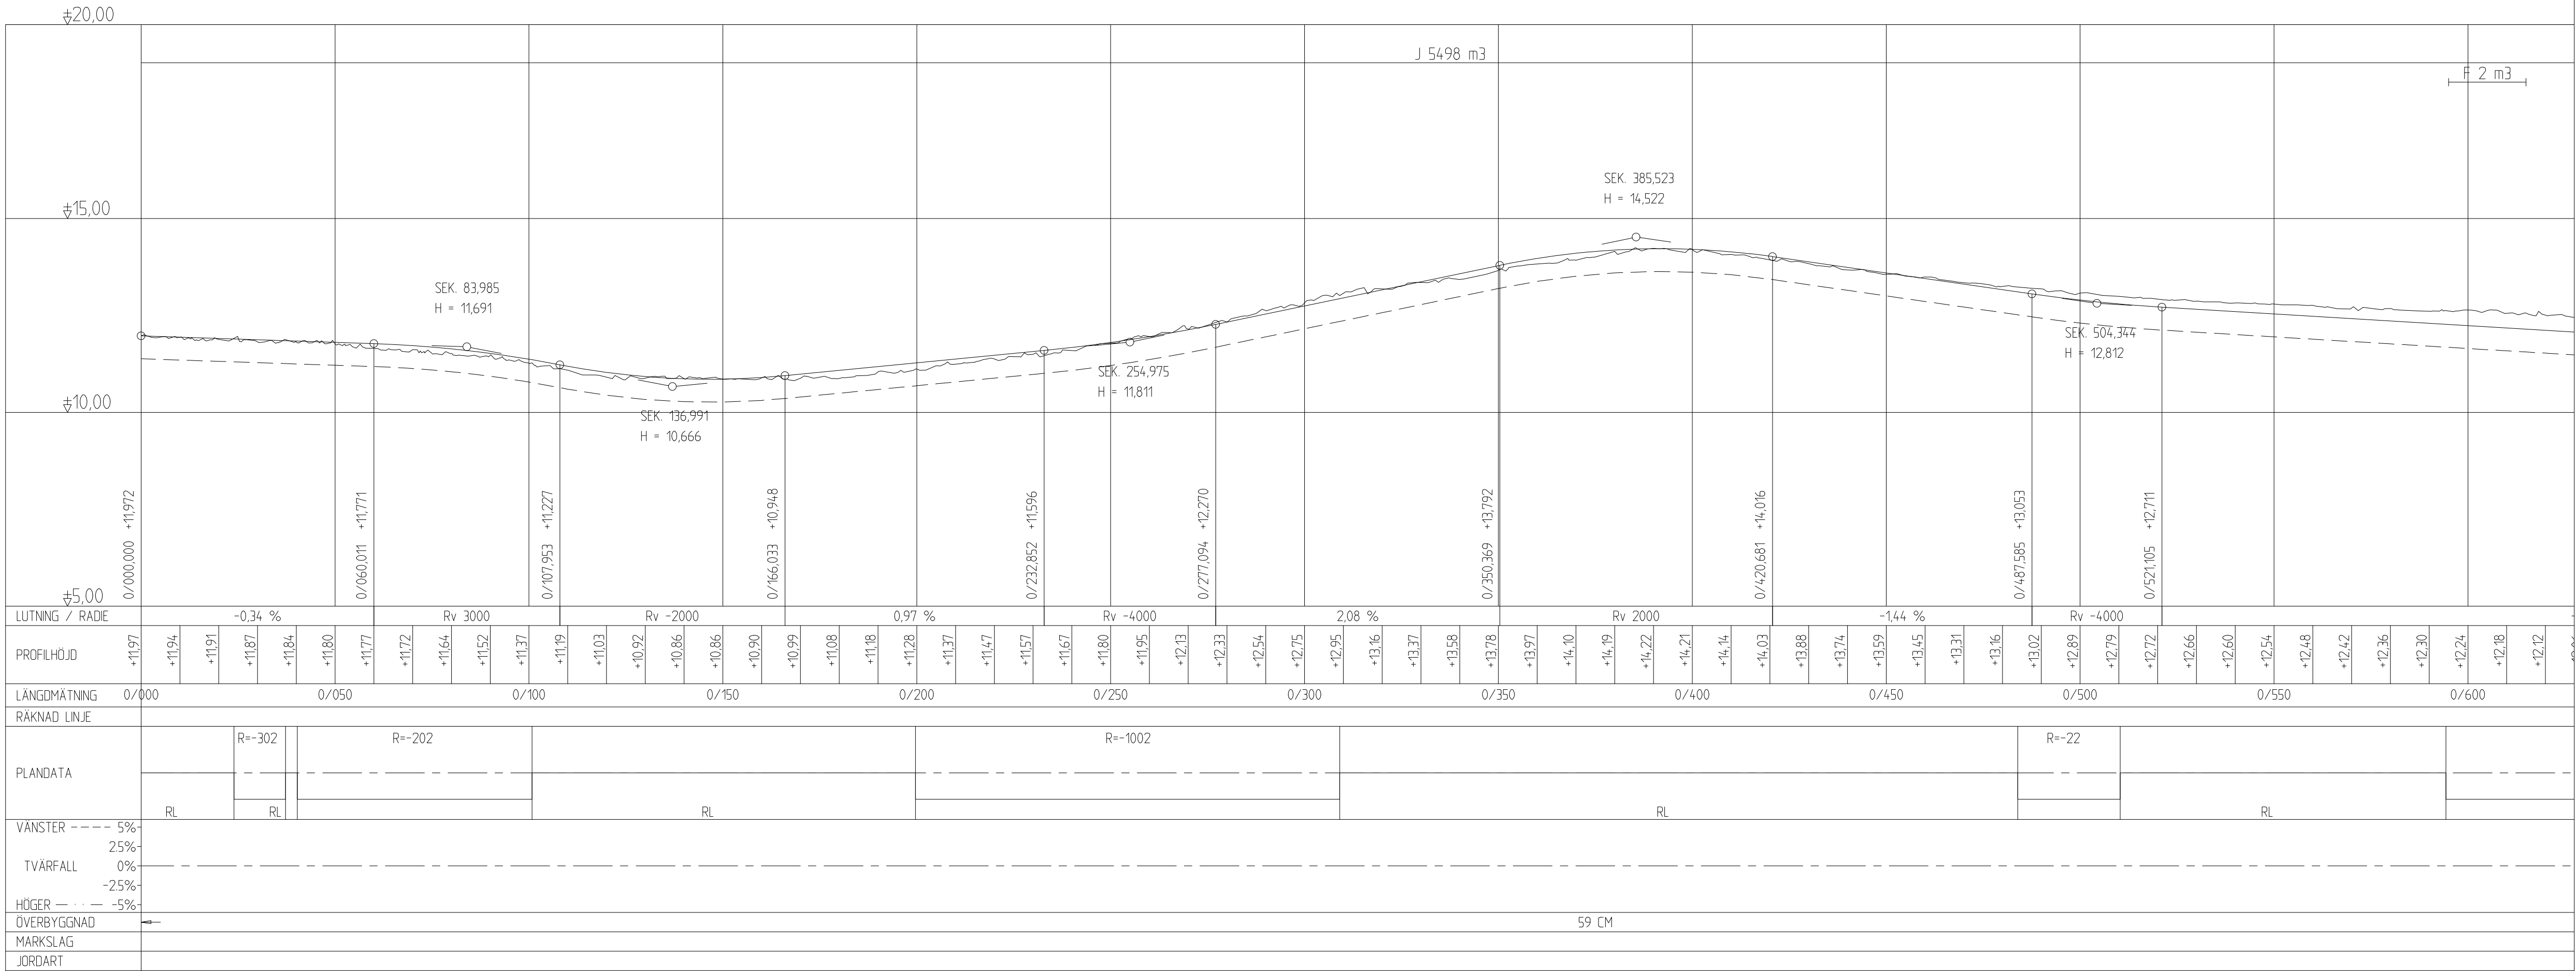 ±20,00
J 5498 m3
F 2 m3
SEK. 385,523
H = 14,522
±15,00
SEK. 83,985
H = 11,691
SEK. 504,344
H = 12,812
SEK. 254,975
H = 11,811
±10,00
SEK. 136,991
H = 10,666
0/000,000 +11,972
0/060,011 +11,771
0/107,953 +11,227
0/166,033 +10,948
0/232,852 +11,596
0/277,094 +12,270
0/350,369 +13,792
0/420,681 +14,016
0/487,585 +13,053
0/521,105 +12,711
±5,00
LUTNING / RADIE -0,34 % Rv 3000 Rv -2000 0,97 % Rv -4000 2,08 % Rv 2000 -1,44 % Rv -4000
PROFILHÖJD +11,97 +11,94 +11,91 +11,87 +11,84 +11,80 +11,77 +11,72 +11,64 +11,52 +11,37 +11,19 +11,03 +10,92 +10,86 +10,86 +10,90 +10,99 +11,08 +11,18 +11,28 +11,37 +11,47 +11,57 +11,67 +11,80 +11,95 +12,13 +12,33 +12,54 +12,75 +12,95 +13,16 +13,37 +13,58 +13,78 +13,97 +14,10 +14,19 +14,22 +14,21 +14,14 +14,03 +13,88 +13,74 +13,59 +13,45 +13,31 +13,16 +13,02 +12,89 +12,79 +12,72 +12,66 +12,60 +12,54 +12,48 +12,42 +12,36 +12,30 +12,24 +12,18 +12,12
LÄNGDMÄTNING 0/000 0/050 0/100 0/150 0/200 0/250 0/300 0/350 0/400 0/450 0/500 0/550 0/600
RÄKNAD LINJE
R=-302 R=-202 R=-1002 R=-22
PLANDATA
RL RL RL RL RL
VÄNSTER ---- 5%
2.5%
TVÄRFALL 0%
-2.5%
HÖGER — · · — -5%
ÖVERBYGGNAD 59 CM
MARKSLAG
JORDART